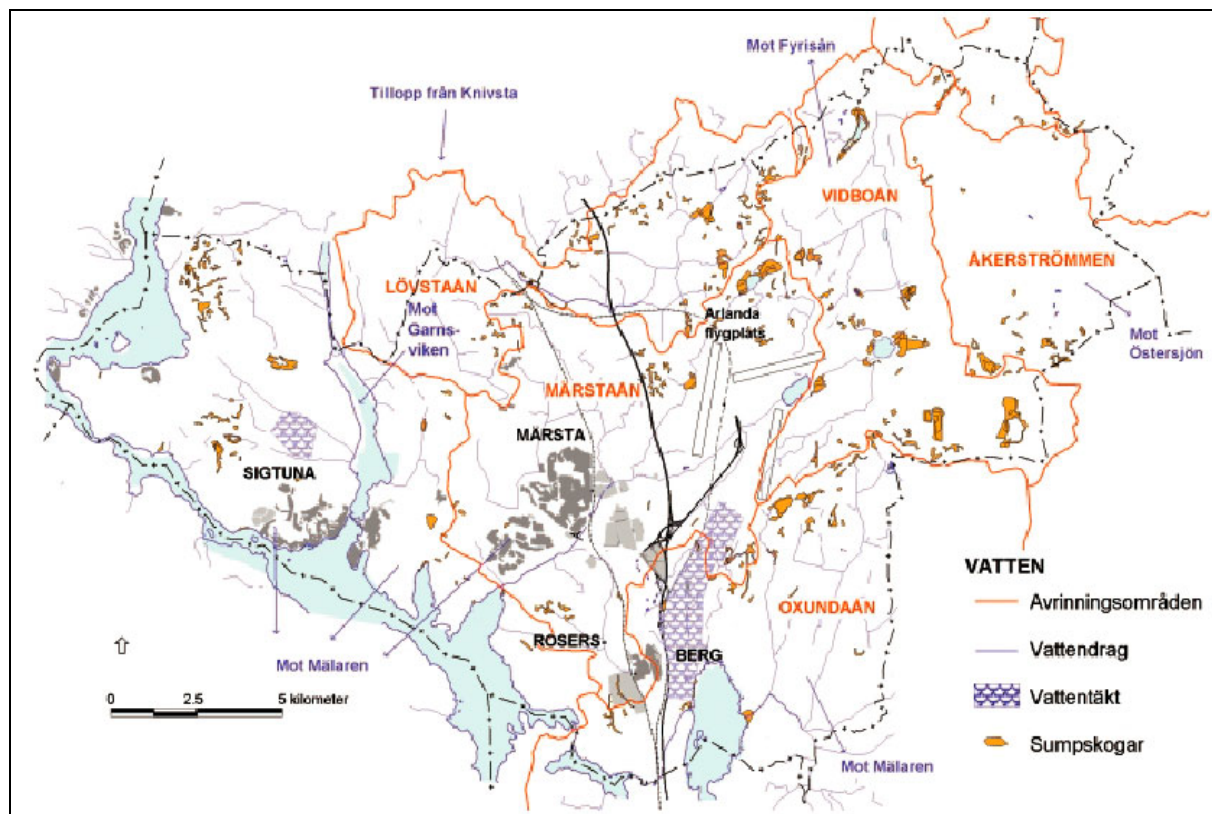 Mot Fyrisån
Tillopp från Knivsta
VIDBOÅN
ÅKERSTRÖMMEN
LÖVSTAÅN
Mot
Garns-
viken
Arlanda
flygplats
Mot
Östersjön
MÄRSTAÅN
MÄRSTA
SIGTUNA
VATTEN
Avrinningsområden
OXUNDAÅN
ROSERS-
BERG
Vattendrag
Mot Mälaren
0 2.5 5 kilometer
Vattentäkt
Sumpskogar
Mot Mälaren